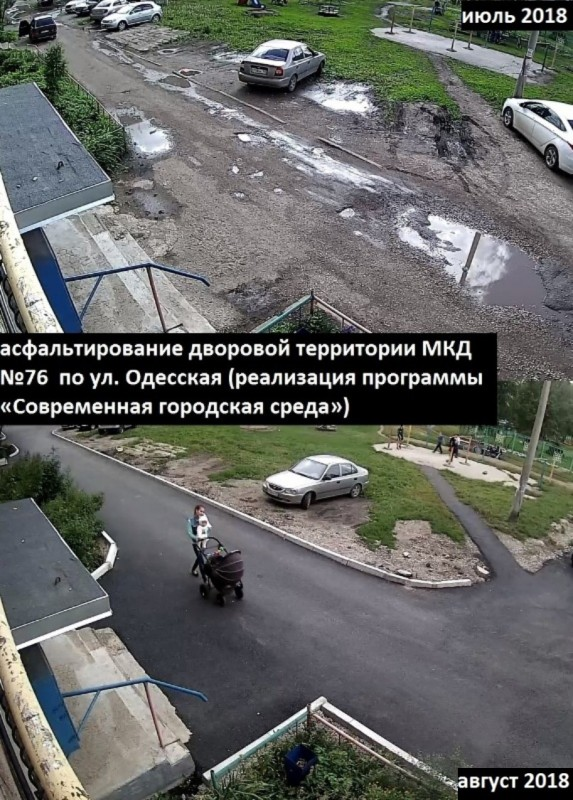 июль 2018
асфальтирование дворовой территории МКД
№76 по ул. Одесская (реализация программы
«Современная городская среда»)
август 2018